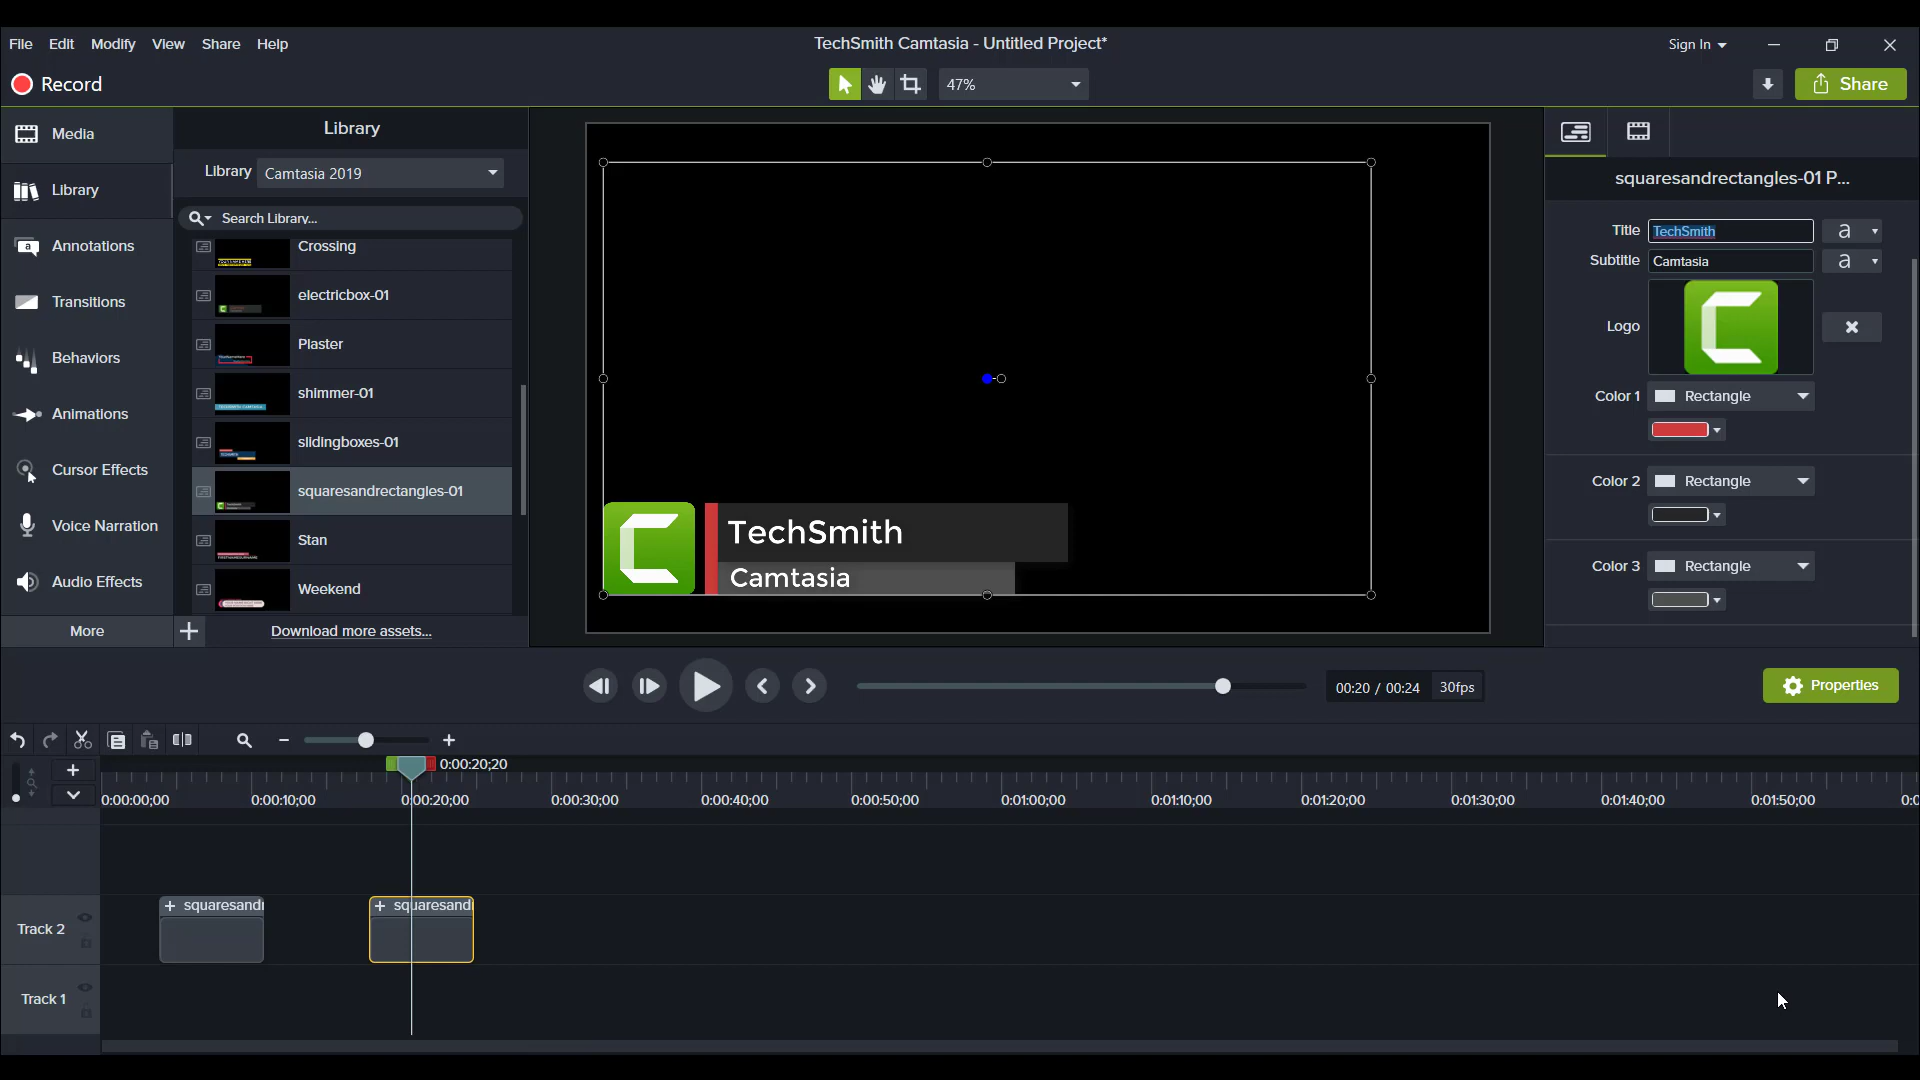 File Edit Modify View Share Help
TechSmith Camtasia - Untitled Project*
Sign In
Record
47%
Share
Media
Library
Annotations
Transitions
Behaviors
Animations
Cursor Effects
Voice Narration
Audio Effects
More
Library
Library Camtasia 2019
Search Library...
Crossing
electricbox-01
Plaster
shimmer-01
slidingboxes-01
squaresandrectangles-01
Stan
Weekend
Download more assets...
TechSmith
Camtasia
squaresandrectangles-01 P...
Title TechSmith a
Subtitle Camtasia a
Logo
Color 1 Rectangle
Color 2 Rectangle
Color 3 Rectangle
00:20 / 00:24 30fps
Properties
0:00:20;20
0:00:00;00 0:00:10;00 0:00:20;00 0:00:30;00 0:00:40;00 0:00:50;00 0:01:00;00 0:01:10;00 0:01:20;00 0:01:30;00 0:01:40;00 0:01:50;00 0:0
+ squaresandr + squaresandr
Track 2
Track 1